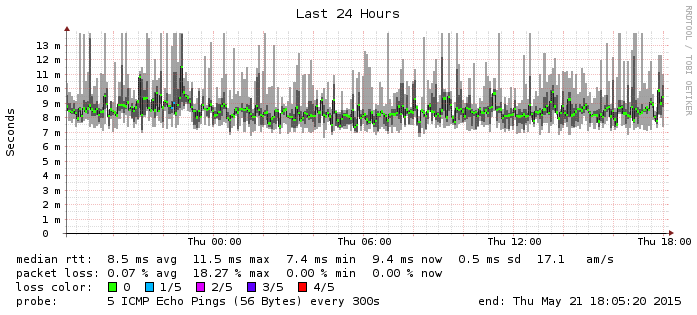 Last 24 Hours
RRDTOOL / TOBI OETIKER
Seconds
13 m
12 m
11 m
10 m
9 m
8 m
7 m
6 m
5 m
4 m
3 m
2 m
1 m
0
Thu 00:00 Thu 06:00 Thu 12:00 Thu 18:00
median rtt: 8.5 ms avg 11.5 ms max 7.4 ms min 9.4 ms now 0.5 ms sd 17.1 am/s
packet loss: 0.07 % avg 18.27 % max 0.00 % min 0.00 % now
loss color: 0 1/5 2/5 3/5 4/5
probe: 5 ICMP Echo Pings (56 Bytes) every 300s end: Thu May 21 18:05:20 2015